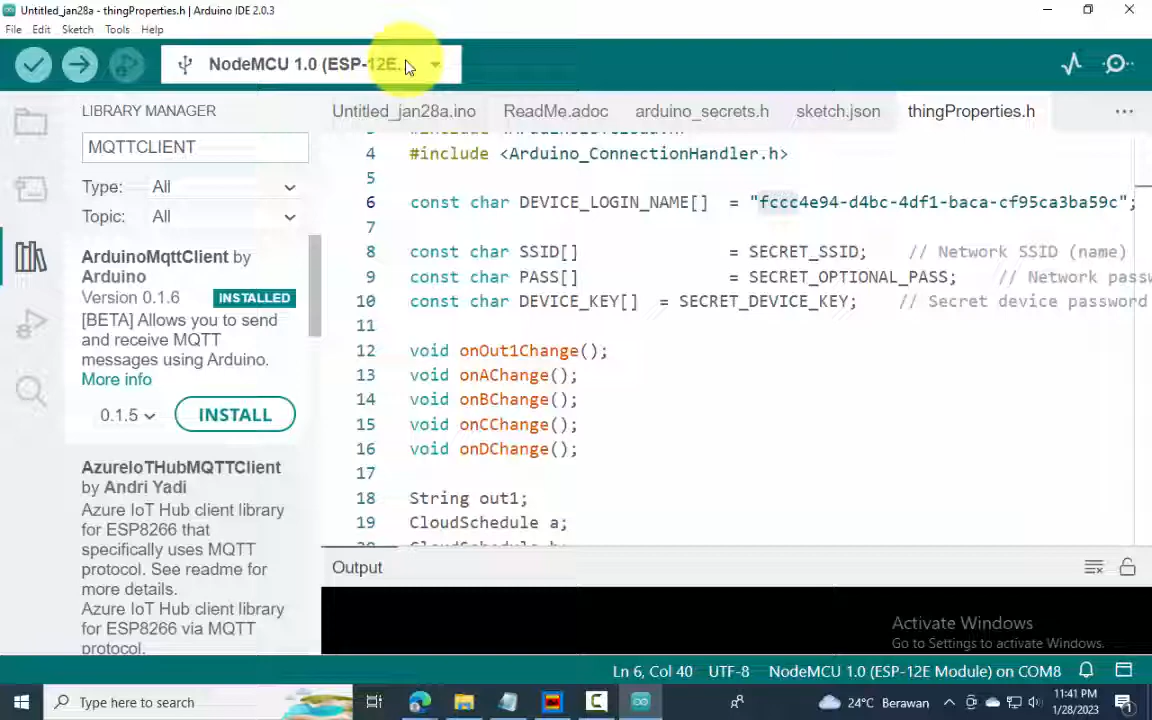 Untitled_jan28a - thingProperties.h | Arduino IDE 2.0.3
File Edit Sketch Tools Help
NodeMCU 1.0 (ESP-12E
LIBRARY MANAGER
MQTTCLIENT
Type: All
Topic: All
ArduinoMqttClient by
Arduino
Version 0.1.6 INSTALLED
[BETA] Allows you to send
and receive MQTT
messages using Arduino.
More info
0.1.5 INSTALL
AzureIoTHubMQTTClient
by Andri Yadi
Azure IoT Hub client library
for ESP8266 that
specifically uses MQTT
protocol. See readme for
more details.
Azure IoT Hub client library
for ESP8266 via MQTT
protocol.
Untitled_jan28a.ino ReadMe.adoc arduino_secrets.h sketch.json thingProperties.h
4 #include <Arduino_ConnectionHandler.h>
5
6 const char DEVICE_LOGIN_NAME[] = "fccc4e94-d4bc-4df1-baca-cf95ca3ba59c";
7
8 const char SSID[] = SECRET_SSID; // Network SSID (name)
9 const char PASS[] = SECRET_OPTIONAL_PASS; // Network passw
10 const char DEVICE_KEY[] = SECRET_DEVICE_KEY; // Secret device password
11
12 void onOut1Change();
13 void onAChange();
14 void onBChange();
15 void onCChange();
16 void onDChange();
17
18 String out1;
19 CloudSchedule a;
Output
Activate Windows
Go to Settings to activate Windows.
Ln 6, Col 40 UTF-8 NodeMCU 1.0 (ESP-12E Module) on COM8
Type here to search
24°C Berawan
11:41 PM
1/28/2023
1